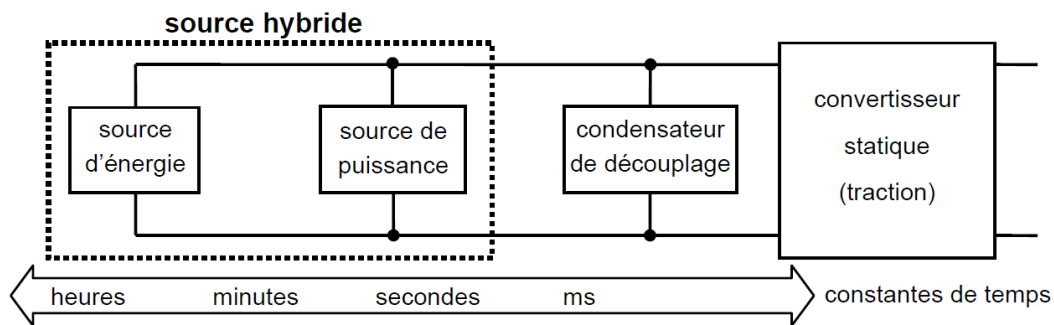 source hybride
source
d'énergie
source de
puissance
condensateur
de découplage
convertisseur
statique
(traction)
heures minutes secondes ms constantes de temps